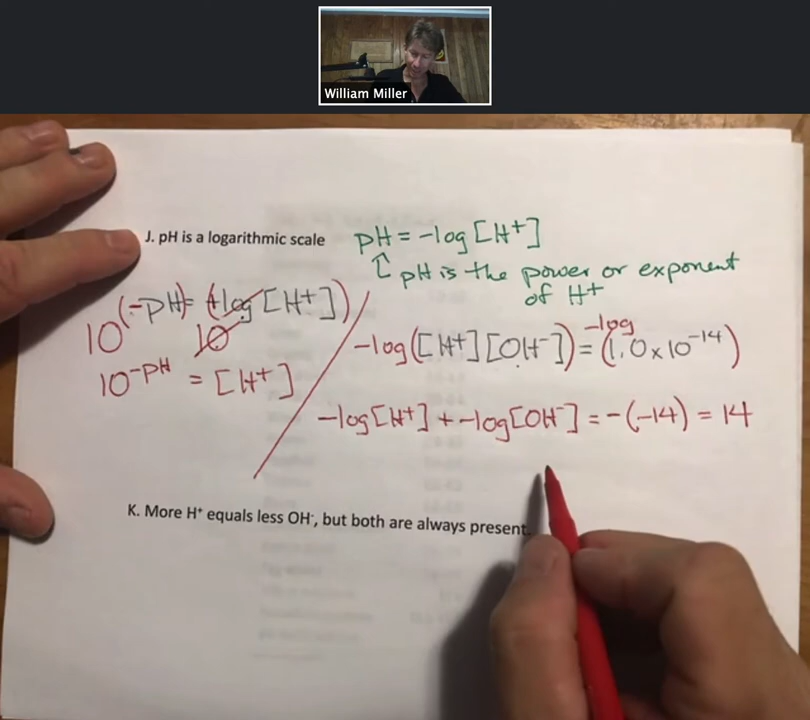 William Miller
J. pH is a logarithmic scale
pH = -log [H+]
pH is the power or exponent
of H+
10^(-pH) = 10^(+log [H+])
10^-pH = [H+]
-log([H+][OH-]) = -log(1.0 x 10^-14)
-log[H+] + -log[OH-] = -(-14) = 14
K. More H+ equals less OH-, but both are always present.